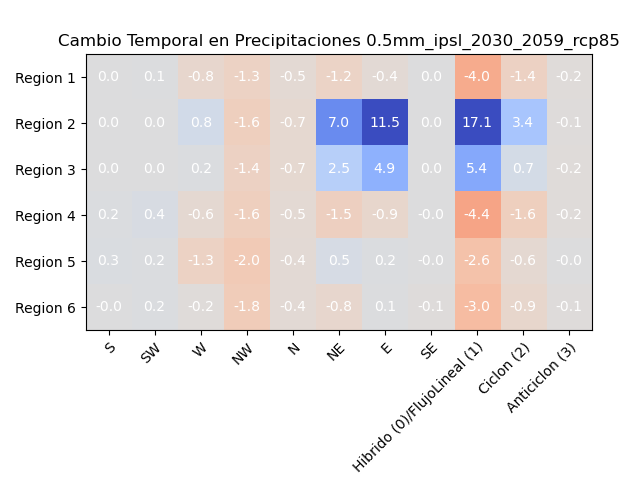 Cambio Temporal en Precipitaciones 0.5mm_ipsl_2030_2059_rcp85
Region 1 0.0 0.1 -0.8 -1.3 -0.5 -1.2 -0.4 0.0 -4.0 -1.4 -0.2
Region 2 0.0 0.0 0.8 -1.6 -0.7 7.0 11.5 0.0 17.1 3.4 -0.1
Region 3 0.0 0.0 0.2 -1.4 -0.7 2.5 4.9 0.0 5.4 0.7 -0.2
Region 4 0.2 0.4 -0.6 -1.6 -0.5 -1.5 -0.9 -0.0 -4.4 -1.6 -0.2
Region 5 0.3 0.2 -1.3 -2.0 -0.4 0.5 0.2 -0.0 -2.6 -0.6 -0.0
Region 6 -0.0 0.2 -0.2 -1.8 -0.4 -0.8 0.1 -0.1 -3.0 -0.9 -0.1
S SW W NW N NE E SE Hibrido (0)/FlujoLineal (1) Ciclon (2) Anticiclon (3)